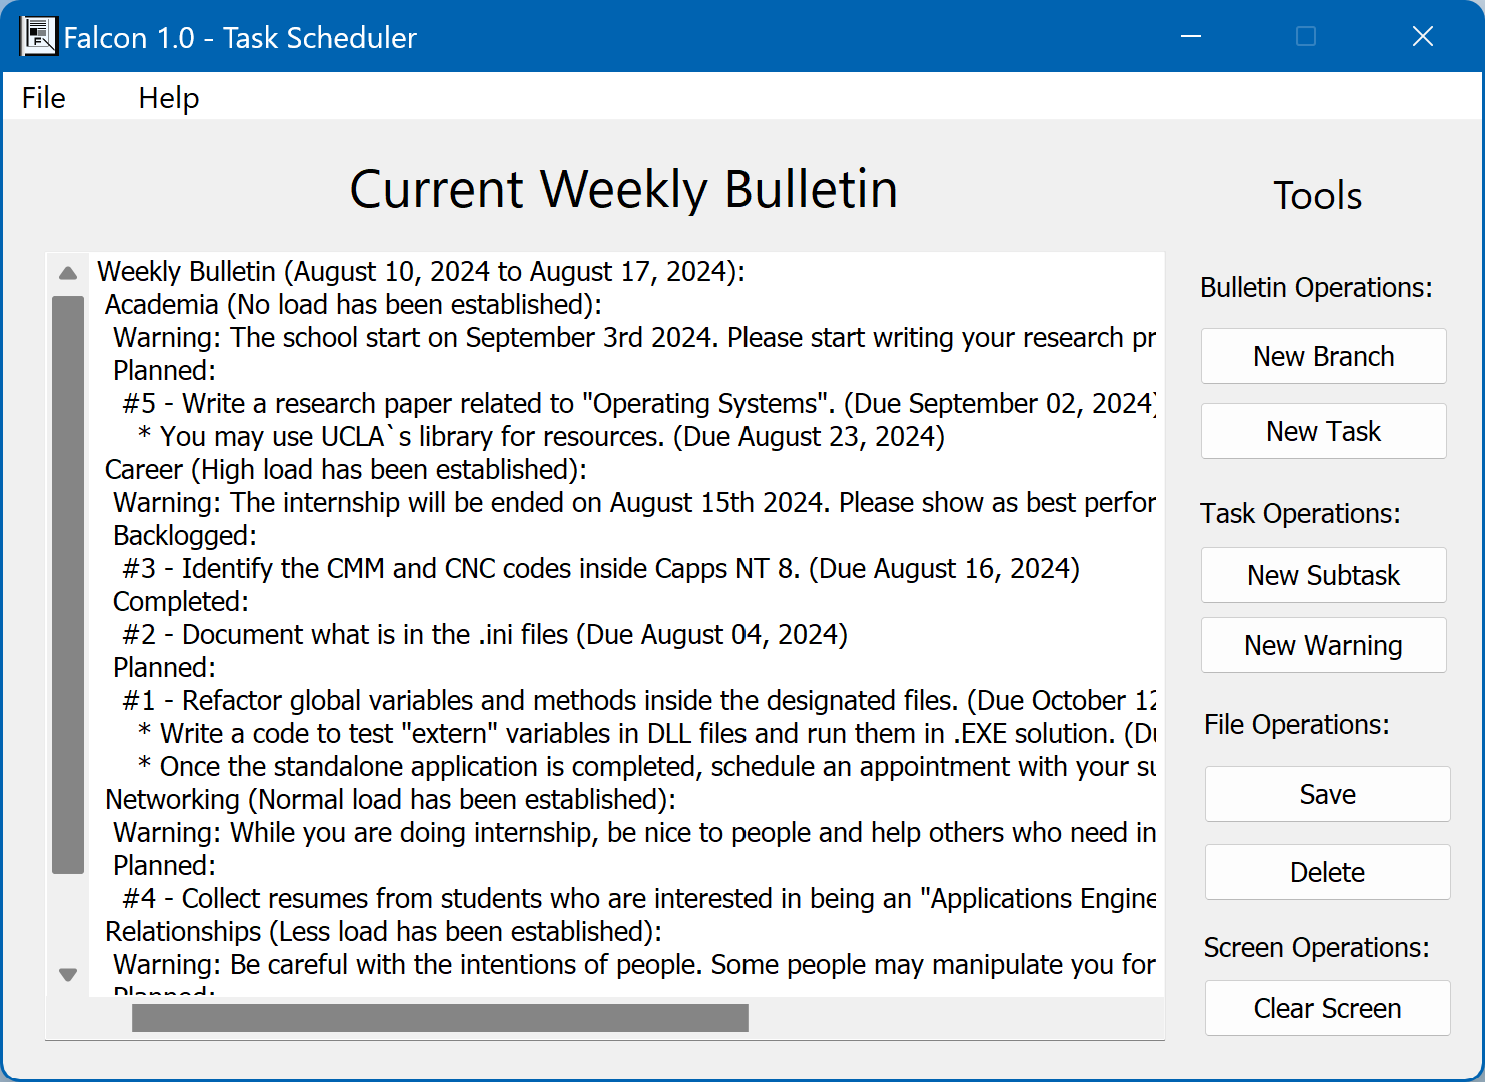 Falcon 1.0 - Task Scheduler
File Help
Current Weekly Bulletin
Weekly Bulletin (August 10, 2024 to August 17, 2024):
Academia (No load has been established):
Warning: The school start on September 3rd 2024. Please start writing your research pr
Planned:
#5 - Write a research paper related to "Operating Systems". (Due September 02, 2024)
* You may use UCLA`s library for resources. (Due August 23, 2024)
Career (High load has been established):
Warning: The internship will be ended on August 15th 2024. Please show as best perfor
Backlogged:
#3 - Identify the CMM and CNC codes inside Capps NT 8. (Due August 16, 2024)
Completed:
#2 - Document what is in the .ini files (Due August 04, 2024)
Planned:
#1 - Refactor global variables and methods inside the designated files. (Due October 12
* Write a code to test "extern" variables in DLL files and run them in .EXE solution. (Du
* Once the standalone application is completed, schedule an appointment with your su
Networking (Normal load has been established):
Warning: While you are doing internship, be nice to people and help others who need in
Planned:
#4 - Collect resumes from students who are interested in being an "Applications Engine
Relationships (Less load has been established):
Warning: Be careful with the intentions of people. Some people may manipulate you for
Planned:
Tools
Bulletin Operations:
New Branch
New Task
Task Operations:
New Subtask
New Warning
File Operations:
Save
Delete
Screen Operations:
Clear Screen